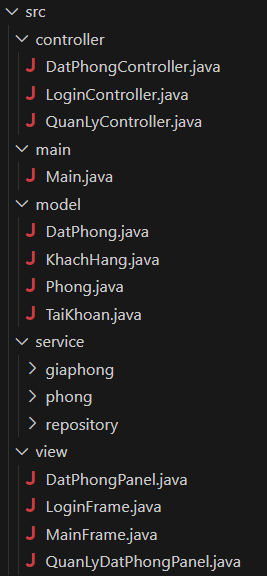 src
controller
DatPhongController.java
LoginController.java
QuanLyController.java
main
Main.java
model
DatPhong.java
KhachHang.java
Phong.java
TaiKhoan.java
service
giaphong
phong
repository
view
DatPhongPanel.java
LoginFrame.java
MainFrame.java
QuanLyDatPhongPanel.java